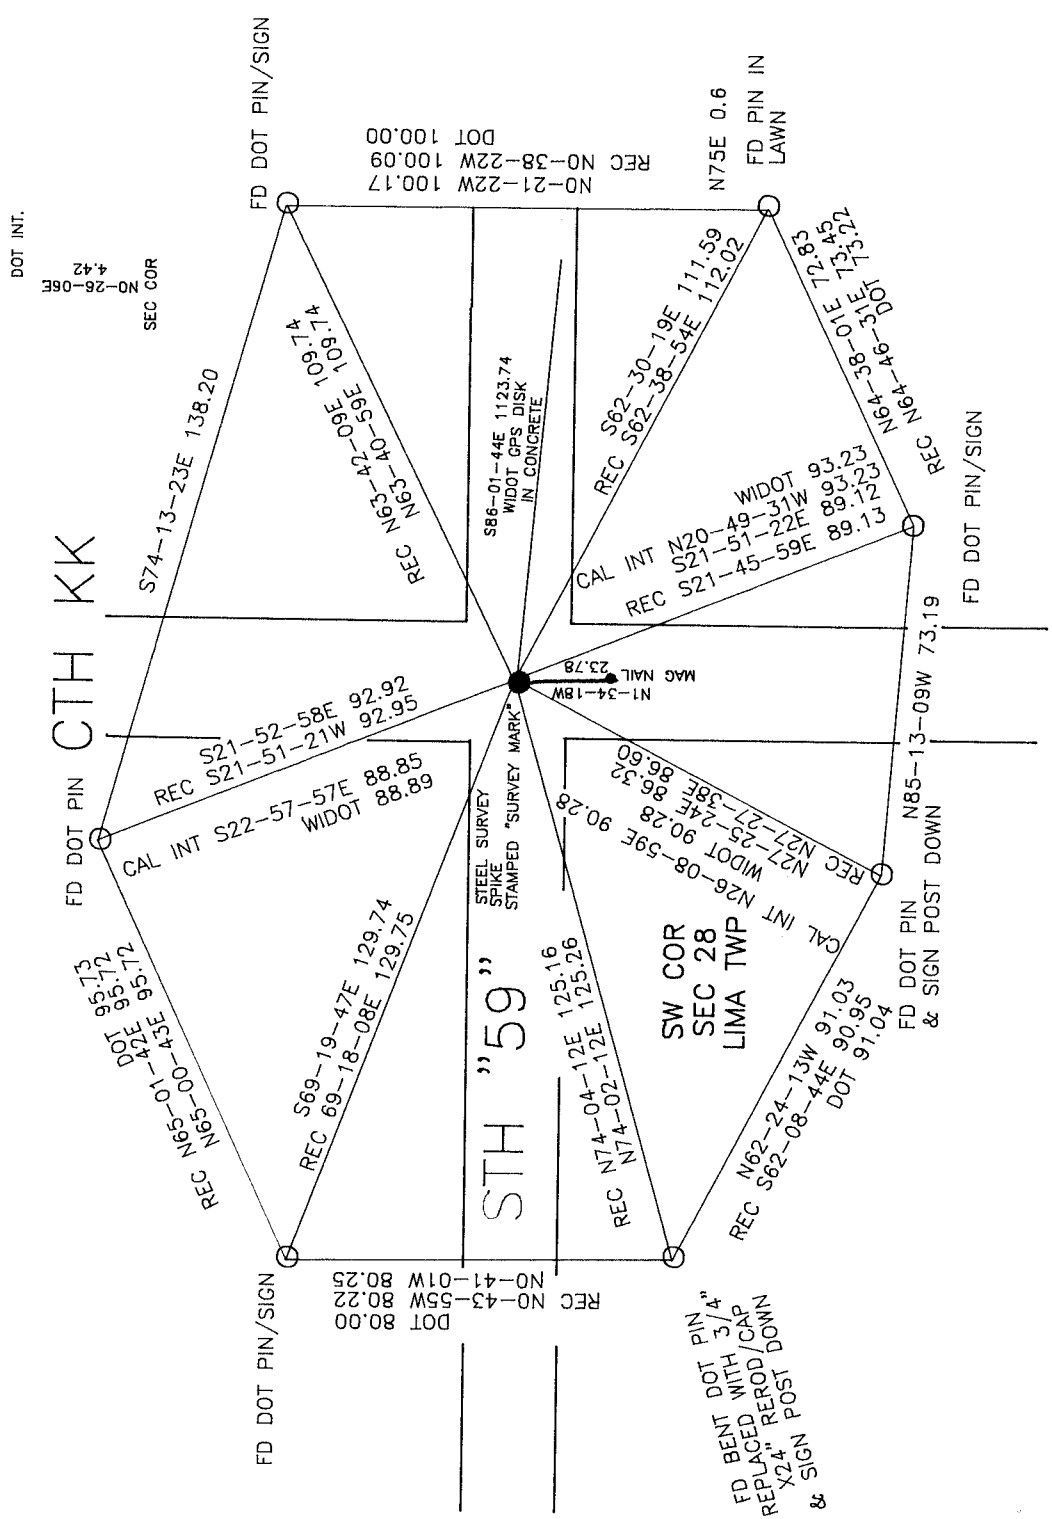 DOT INT.
N0-26-06E
4.42
SEC COR
FD DOT PIN/SIGN
N0-21-22W 100.17
REC N0-38-22W 100.09
DOT 100.00
N75E 0.6
FD PIN IN
LAWN
S74-13-23E 138.20
REC N63-42-09E 109.74
N63-40-59E 109.74
S86-01-44E 1123.74
WIDOT GPS DISK
IN CONCRETE
S62-30-19E 111.59
REC S62-38-54E 112.02
N64-38-01E 72.83
REC N64-46-31E 73.45
DOT 73.22
CTH KK
WIDOT 93.23
CAL INT N20-49-31W 93.23
S21-51-22E 89.12
REC S21-45-59E 89.13
FD DOT PIN/SIGN
FD DOT PIN
S21-52-58E 92.92
REC S21-51-21W 92.95
CAL INT S22-57-57E 88.85
WIDOT 88.89
N1-34-18W
23.78
MAG NAIL
N85-13-09W 73.19
STEEL SURVEY
SPIKE
STAMPED "SURVEY MARK"
REC N27-27-38E 86.60
N27-25-24E 86.32
WIDOT 90.28
CAL INT N26-08-59E 90.28
FD DOT PIN
& SIGN POST DOWN
DOT 95.73
REC N65-01-42E 95.72
N65-00-43E 95.72
S69-19-47E 129.74
REC 69-18-08E 129.75
STH "59"
REC N74-04-12E 125.16
N74-02-12E 125.26
SW COR
SEC 28
LIMA TWP
N62-24-13W 91.03
REC S62-08-44E 90.95
DOT 91.04
FD DOT PIN/SIGN
N0-41-01W 80.25
REC N0-43-55W 80.22
DOT 80.00
FD BENT DOT PIN
REPLACED WITH 3/4"
X24" REROD/CAP
& SIGN POST DOWN